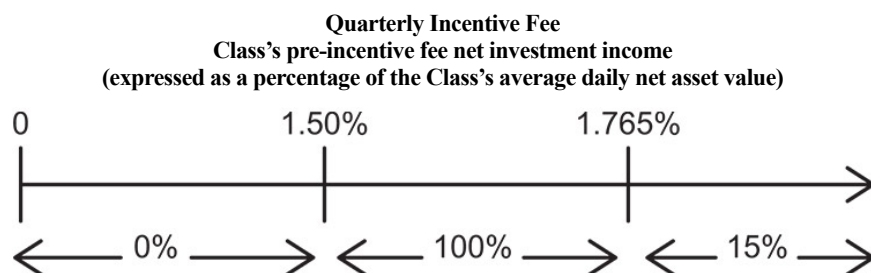 Quarterly Incentive Fee
Class's pre-incentive fee net investment income
(expressed as a percentage of the Class's average daily net asset value)
0 1.50% 1.765%
0% 100% 15%